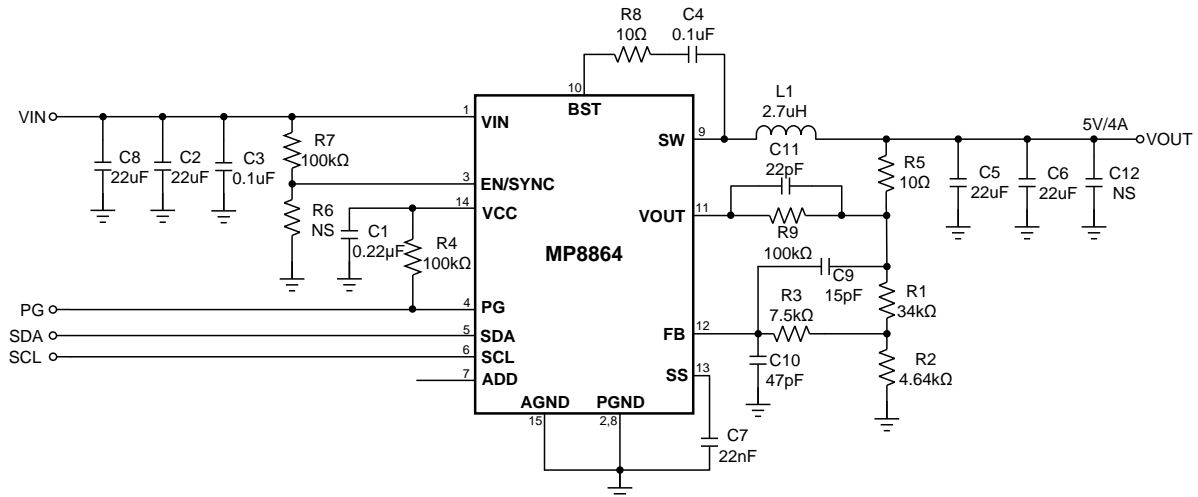 R8
10Ω
C4
0.1uF
10
BST
VIN
1
VIN
C8
22uF
C2
22uF
C3
0.1uF
R7
100kΩ
3
EN/SYNC
R6
NS
14
VCC
C1
0.22µF
R4
100kΩ
MP8864
PG
4
PG
SDA
5
SDA
SCL
6
SCL
7
ADD
AGND
15
PGND
2,8
SW
9
L1
2.7uH
5V/4A
VOUT
C11
22pF
R5
10Ω
C5
22uF
C6
22uF
C12
NS
VOUT
11
R9
100kΩ
C9
15pF
R1
34kΩ
R3
7.5kΩ
FB
12
C10
47pF
R2
4.64kΩ
SS
13
C7
22nF